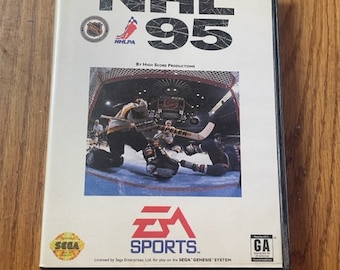 NHL
95
NHLPA
BY HIGH SCORE PRODUCTIONS
EA
SPORTS
SEGA
Licensed by Sega Enterprises, Ltd. for play on the SEGA GENESIS SYSTEM
GA